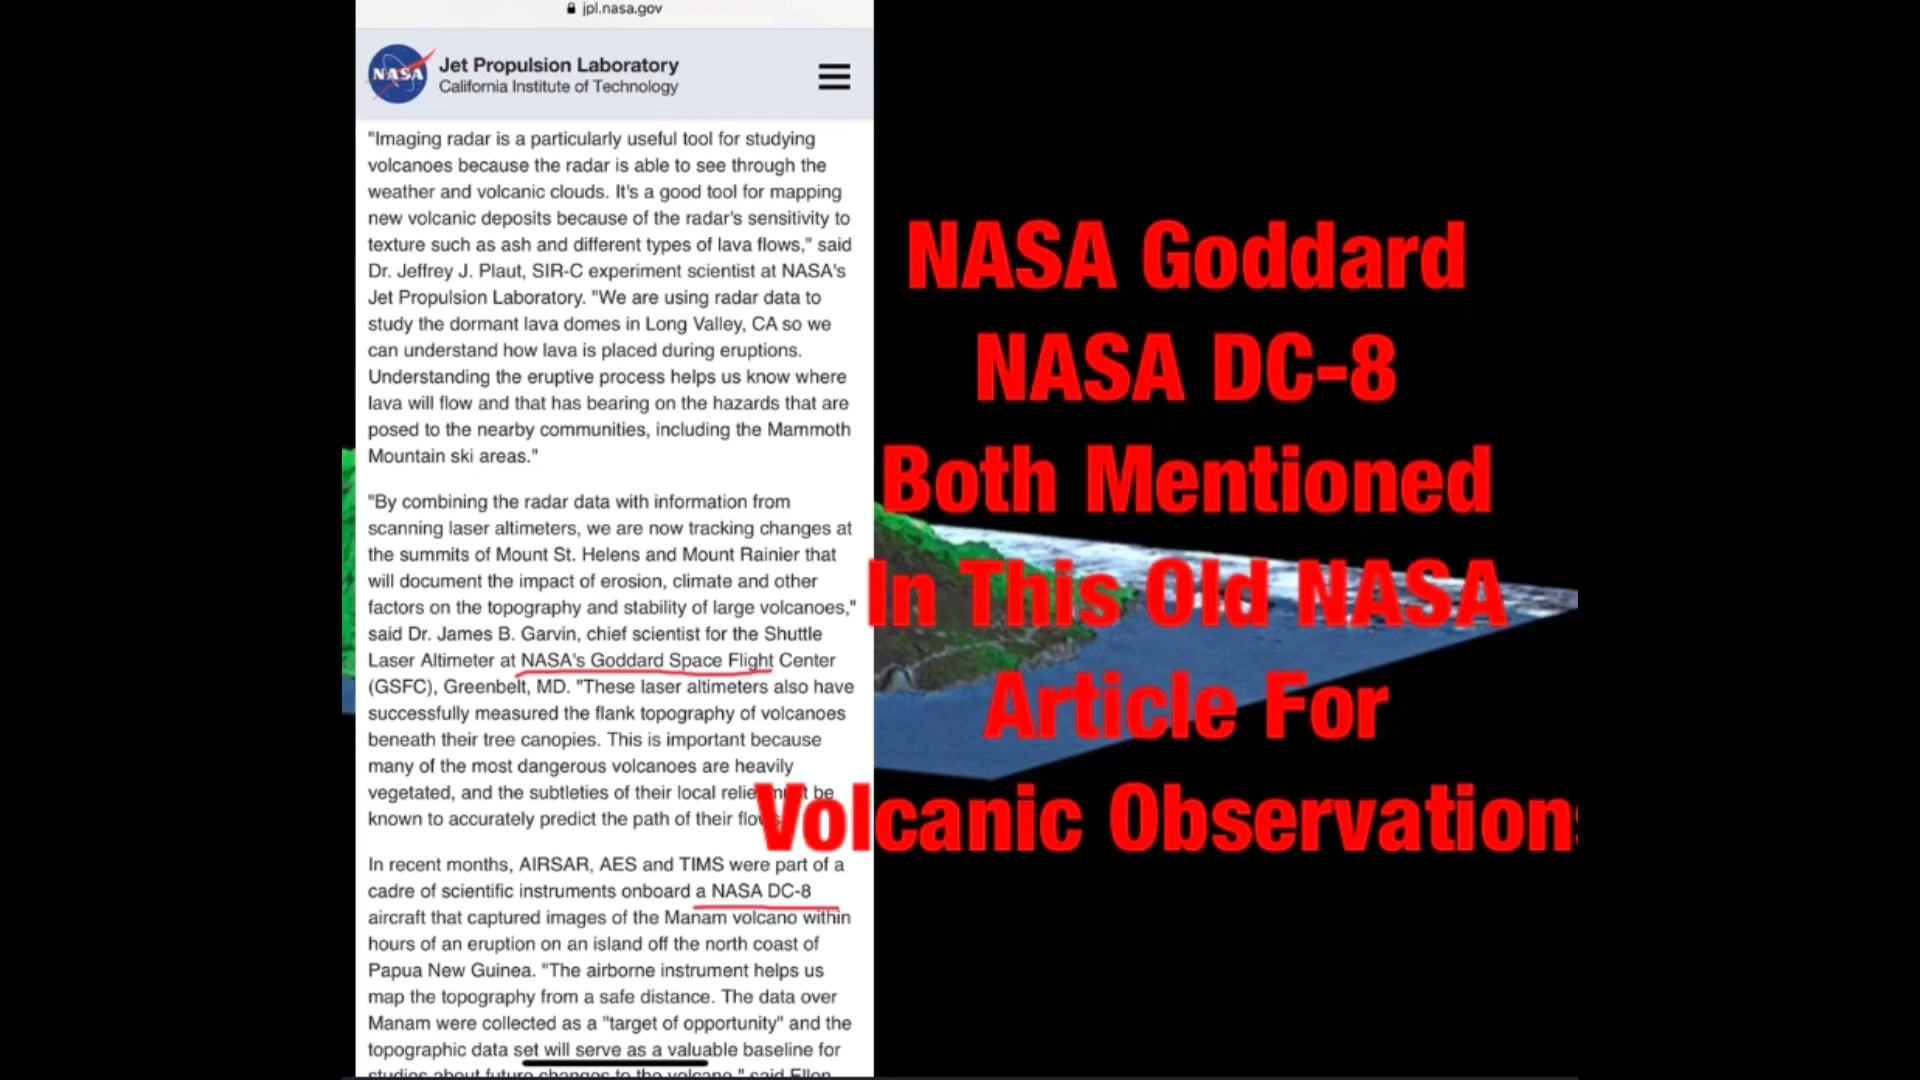 jpl.nasa.gov
NASA
Jet Propulsion Laboratory
California Institute of Technology
"Imaging radar is a particularly useful tool for studying
volcanoes because the radar is able to see through the
weather and volcanic clouds. It's a good tool for mapping
new volcanic deposits because of the radar's sensitivity to
texture such as ash and different types of lava flows," said
Dr. Jeffrey J. Plaut, SIR-C experiment scientist at NASA's
Jet Propulsion Laboratory. "We are using radar data to
study the dormant lava domes in Long Valley, CA so we
can understand how lava is placed during eruptions.
Understanding the eruptive process helps us know where
lava will flow and that has bearing on the hazards that are
posed to the nearby communities, including the Mammoth
Mountain ski areas."
"By combining the radar data with information from
scanning laser altimeters, we are now tracking changes at
the summits of Mount St. Helens and Mount Rainier that
will document the impact of erosion, climate and other
factors on the topography and stability of large volcanoes,"
said Dr. James B. Garvin, chief scientist for the Shuttle
Laser Altimeter at NASA's Goddard Space Flight Center
(GSFC), Greenbelt, MD. "These laser altimeters also have
successfully measured the flank topography of volcanoes
beneath their tree canopies. This is important because
many of the most dangerous volcanoes are heavily
vegetated, and the subtleties of their local be
known to accurately predict the path of their
In recent months, AIRSAR, AES and TIMS were part of a
cadre of scientific instruments onboard a NASA DC-8
aircraft that captured images of the Manam volcano within
hours of an eruption on an island off the north coast of
Papua New Guinea. "The airborne instrument helps us
map the topography from a safe distance. The data over
Manam were collected as a "target of opportunity" and the
topographic data set will serve as a valuable baseline for
studies about future changes to the volcano," said Ellen
NASA Goddard
NASA DC-8
Both Mentioned
In This Old NASA
Article For
Volcanic Observation